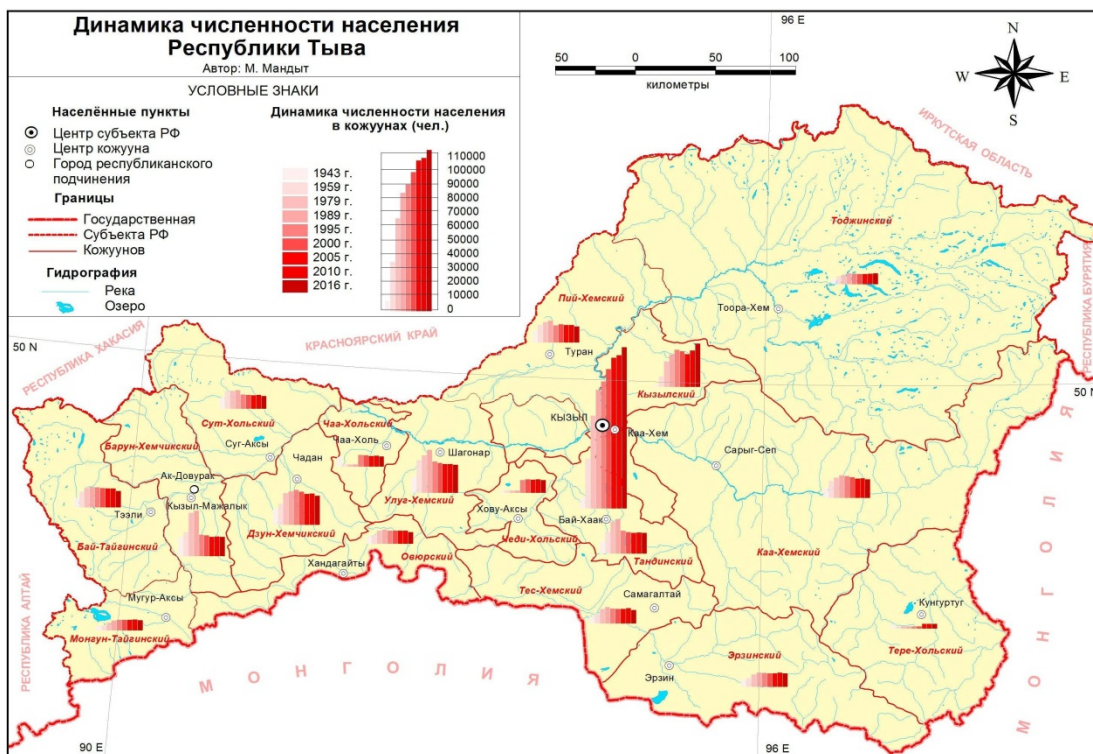 Динамика численности населения
Республики Тыва
Автор: М. Мандыт
УСЛОВНЫЕ ЗНАКИ
Населённые пункты
Центр субъекта РФ
Центр кожууна
Город республиканского
подчинения
Границы
Государственная
Субъекта РФ
Кожуунов
Гидрография
Река
Озеро
Динамика численности населения
в кожуунах (чел.)
1943 г.
1959 г.
1979 г.
1989 г.
1995 г.
2000 г.
2005 г.
2010 г.
2016 г.
110000
100000
90000
80000
70000
60000
50000
40000
30000
20000
10000
0
96 E
50 0 50 100
километры
N
W E
S
ИРКУТСКАЯ ОБЛАСТЬ
Тоджинский
РЕСПУБЛИКА БУРЯТИЯ
Пий-Хемский
Тоора-Хем
КРАСНОЯРСКИЙ КРАЙ
РЕСПУБЛИКА ХАКАСИЯ
50 N
Туран
50 N
Кызылский
Сут-Хольский
Чаа-Хольский
КЫЗЫЛ
Каа-Хем
Барун-Хемчикский
Суг-Аксы
Чаа-Холь
Шагонар
Чадан
Сарыг-Сеп
Ак-Довурак
Кызыл-Мажалык
Улуг-Хемский
Хову-Аксы
Тээли
Бай-Хаак
Дзун-Хемчикский
Чеди-Хольский
Бай-Тайгинский
Овюрский
Тандинский
Каа-Хемский
Хандагайты
Тес-Хемский
Мугур-Аксы
Самагалтай
Кунгуртуг
Монгун-Тайгинский
Тере-Хольский
Эрзинский
Эрзин
РЕСПУБЛИКА АЛТАЙ
МОНГОЛИЯ
МОНГОЛИЯ
90 E
96 E